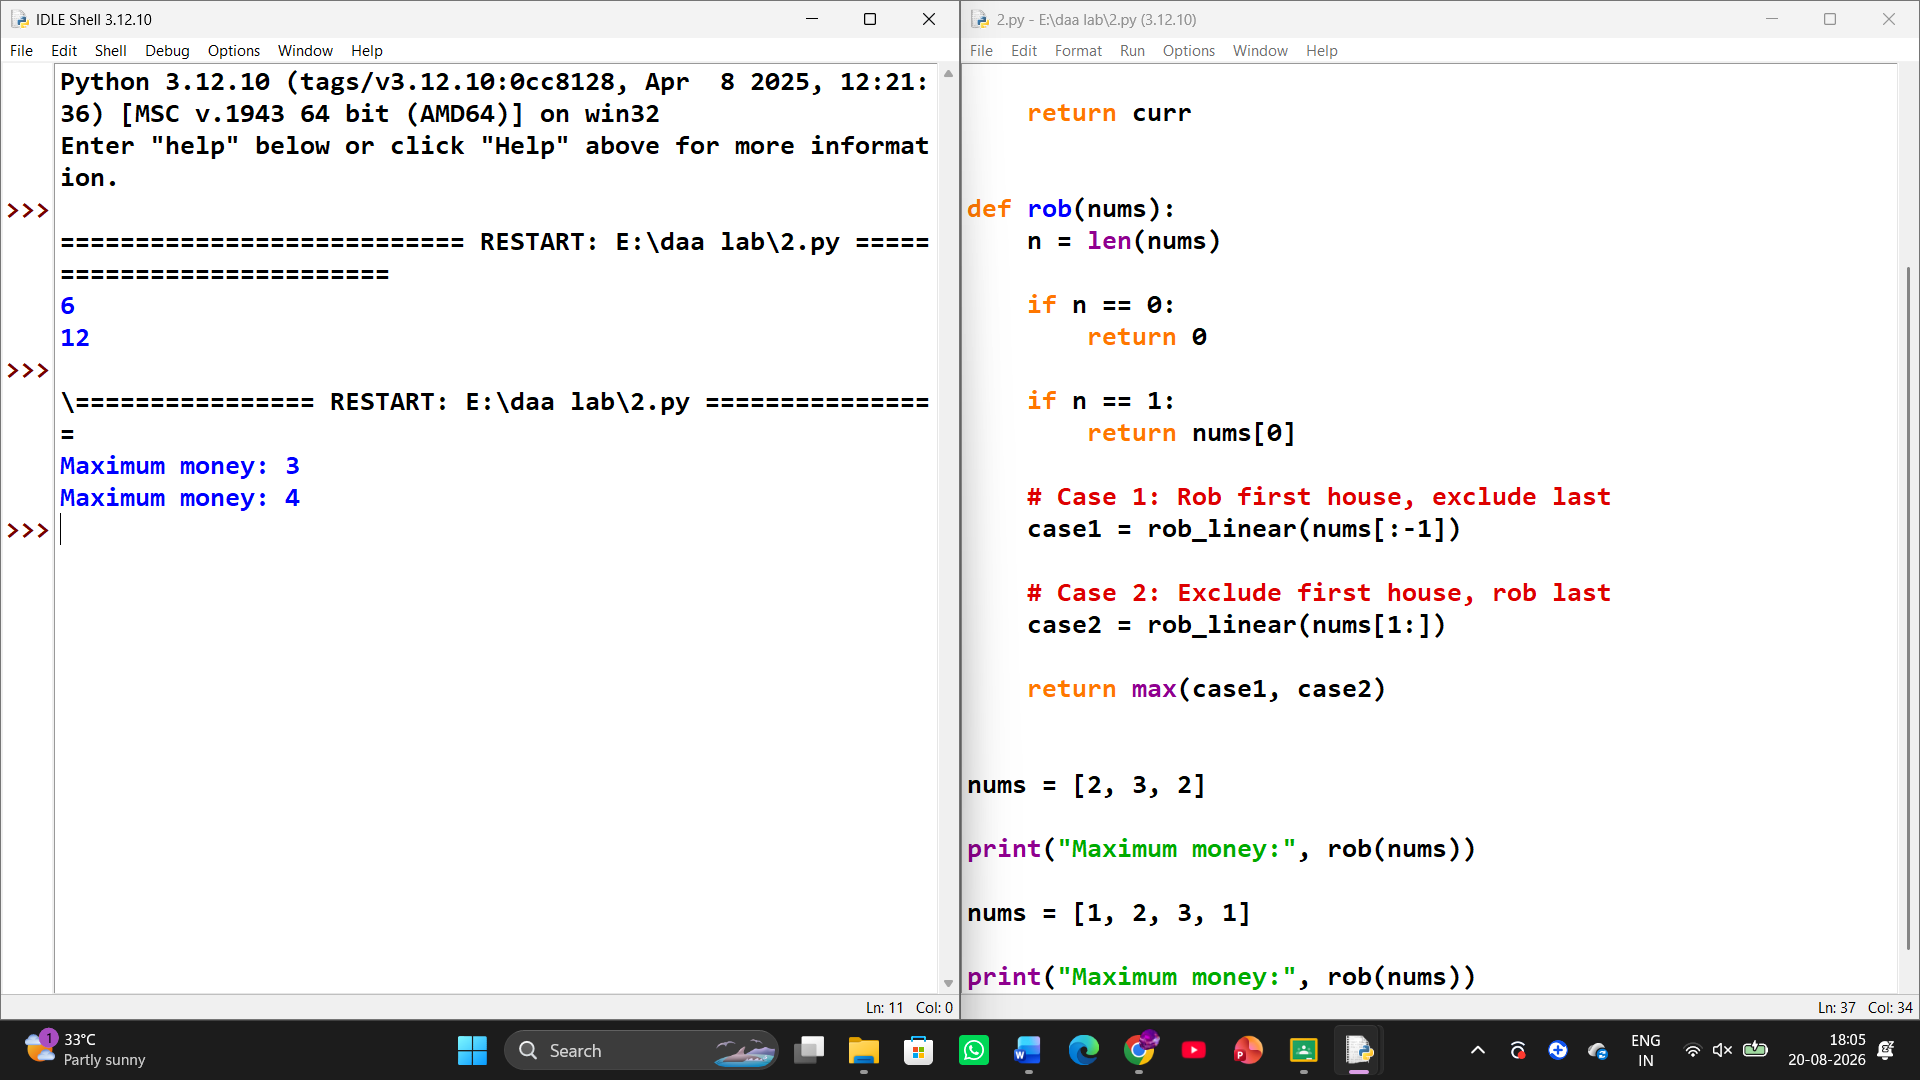 IDLE Shell 3.12.10
File Edit Shell Debug Options Window Help
Python 3.12.10 (tags/v3.12.10:0cc8128, Apr  8 2025, 12:21:
36) [MSC v.1943 64 bit (AMD64)] on win32
Enter "help" below or click "Help" above for more informat
ion.
>>>
=========================== RESTART: E:\daa lab\2.py =====
======================
6
12
>>>
\================ RESTART: E:\daa lab\2.py ===============
=
Maximum money: 3
Maximum money: 4
>>>
Ln: 11 Col: 0
2.py - E:\daa lab\2.py (3.12.10)
File Edit Format Run Options Window Help
    return curr
def rob(nums):
    n = len(nums)
    if n == 0:
        return 0
    if n == 1:
        return nums[0]
    # Case 1: Rob first house, exclude last
    case1 = rob_linear(nums[:-1])
    # Case 2: Exclude first house, rob last
    case2 = rob_linear(nums[1:])
    return max(case1, case2)
nums = [2, 3, 2]
print("Maximum money:", rob(nums))
nums = [1, 2, 3, 1]
print("Maximum money:", rob(nums))
Ln: 37 Col: 34
1
33°C
Partly sunny
Search
ENG
IN
18:05
20-08-2026